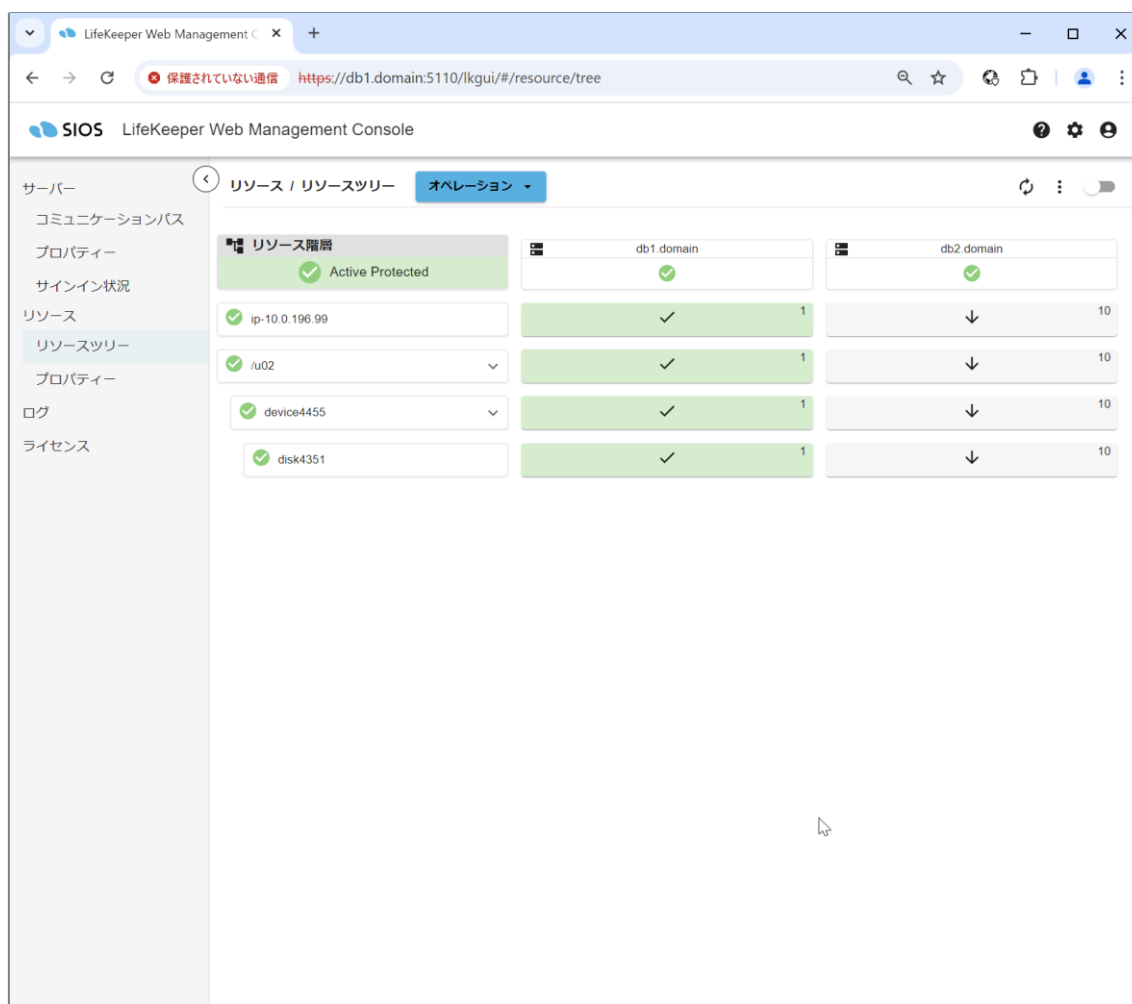 LifeKeeper Web Management C
保護されていない通信 https://db1.domain:5110/lkgui/#/resource/tree
SIOS LifeKeeper Web Management Console
サーバー
コミュニケーションパス
プロパティー
サインイン状況
リソース
リソースツリー
プロパティー
ログ
ライセンス
リソース / リソースツリー オペレーション
リソース階層 db1.domain db2.domain
Active Protected
ip-10.0.196.99 1 10
/u02 1 10
device4455 1 10
disk4351 1 10